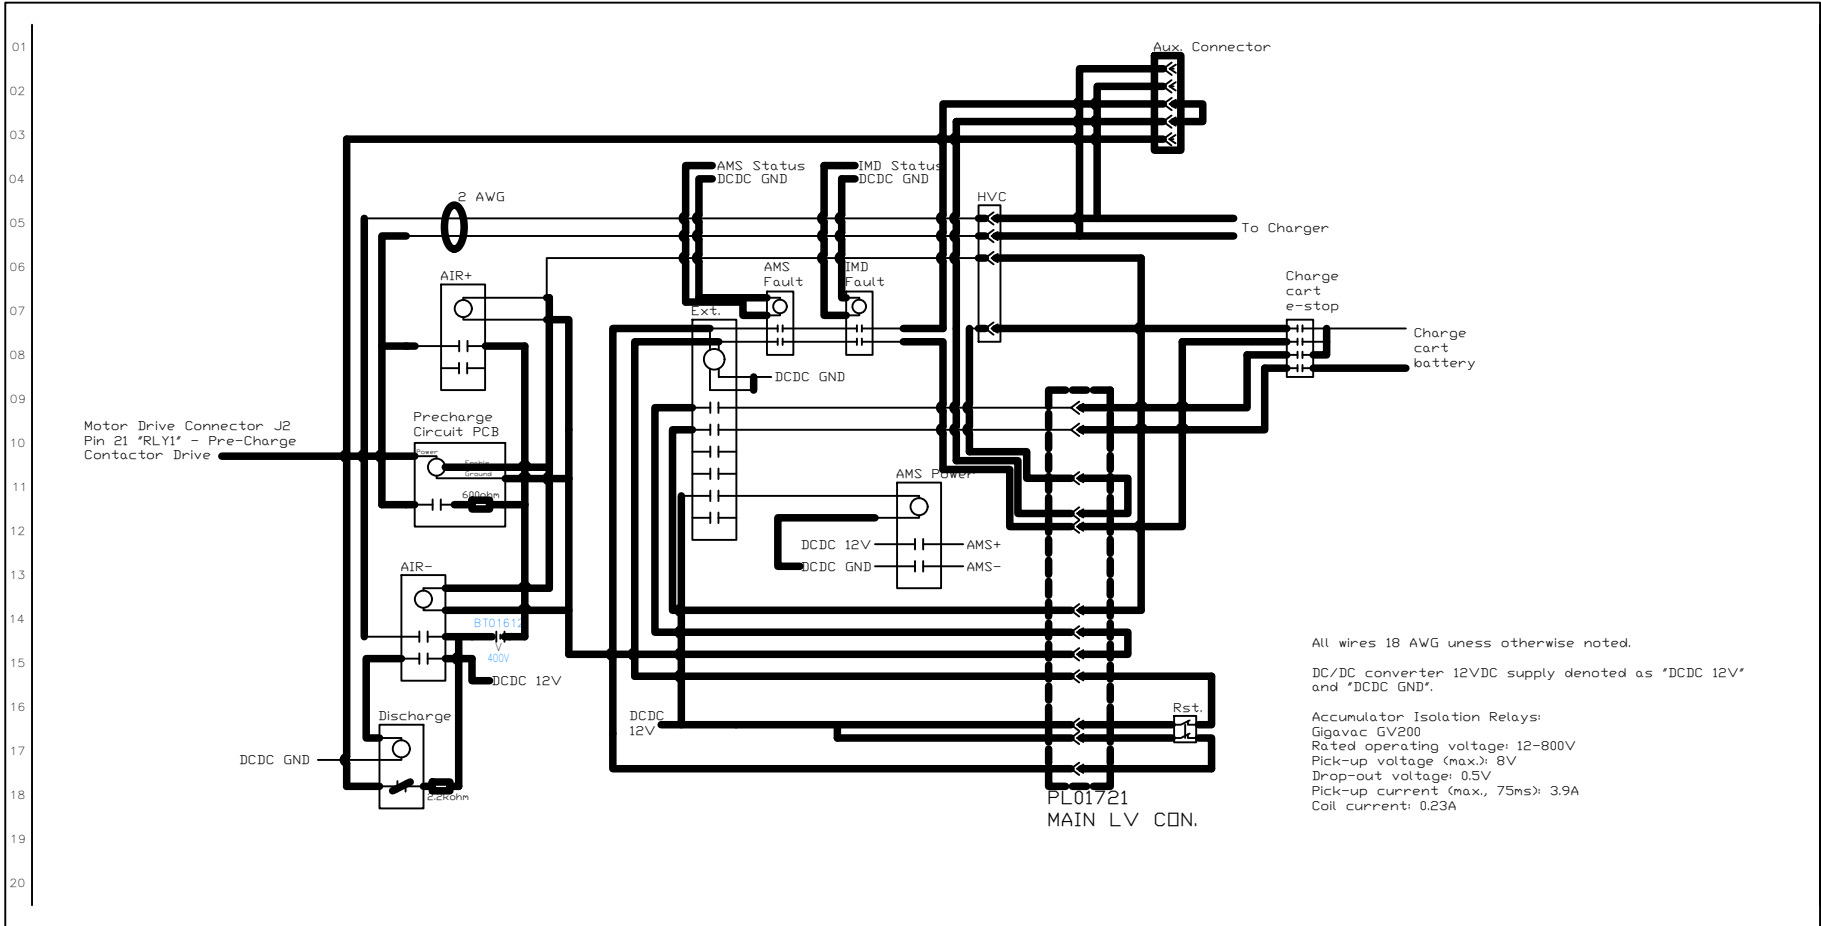 01
02
03
04
05
06
07
08
09
10
11
12
13
14
15
16
17
18
19
20
Aux. Connector
AMS Status
DCDC GND
IMD Status
DCDC GND
2 AWG
HVC
To Charger
AIR+
AMS
Fault
IMD
Fault
Charge
cart
e-stop
Ext.
Charge
cart
battery
DCDC GND
Motor Drive Connector J2
Pin 21 "RLY1" - Pre-Charge
Contactor Drive
Precharge
Circuit PCB
Power
Enable
Ground
600ohm
AMS Power
DCDC 12V
AMS+
DCDC GND
AMS-
AIR-
BT01612
V
400V
DCDC 12V
Discharge
DCDC GND
2.2kohm
DCDC
12V
Rst.
PL01721
MAIN LV CON.
All wires 18 AWG uness otherwise noted.
DC/DC converter 12VDC supply denoted as "DCDC 12V"
and "DCDC GND".
Accumulator Isolation Relays:
Gigavac GV200
Rated operating voltage: 12-800V
Pick-up voltage (max.): 8V
Drop-out voltage: 0.5V
Pick-up current (max., 75ms): 3.9A
Coil current: 0.23A